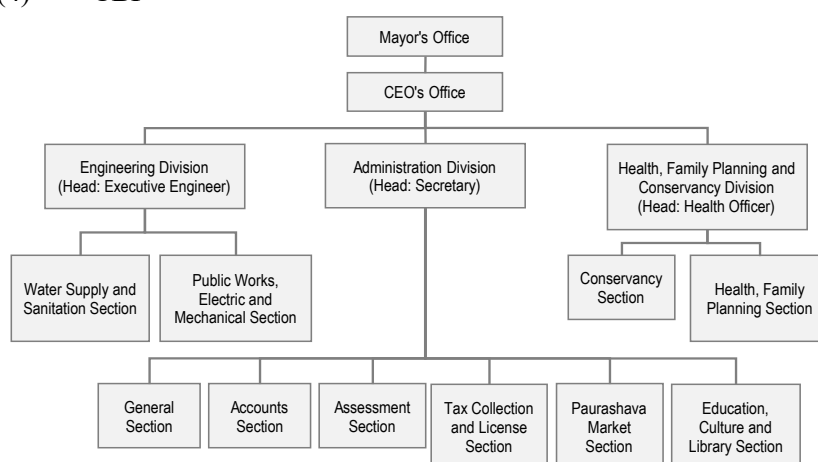 Mayor's Office
CEO's Office
Engineering Division
(Head: Executive Engineer)
Administration Division
(Head: Secretary)
Health, Family Planning and
Conservancy Division
(Head: Health Officer)
Water Supply and
Sanitation Section
Public Works,
Electric and
Mechanical Section
Conservancy
Section
Health, Family
Planning Section
General
Section
Accounts
Section
Assessment
Section
Tax Collection
and License
Section
Paurashava
Market
Section
Education,
Culture and
Library Section